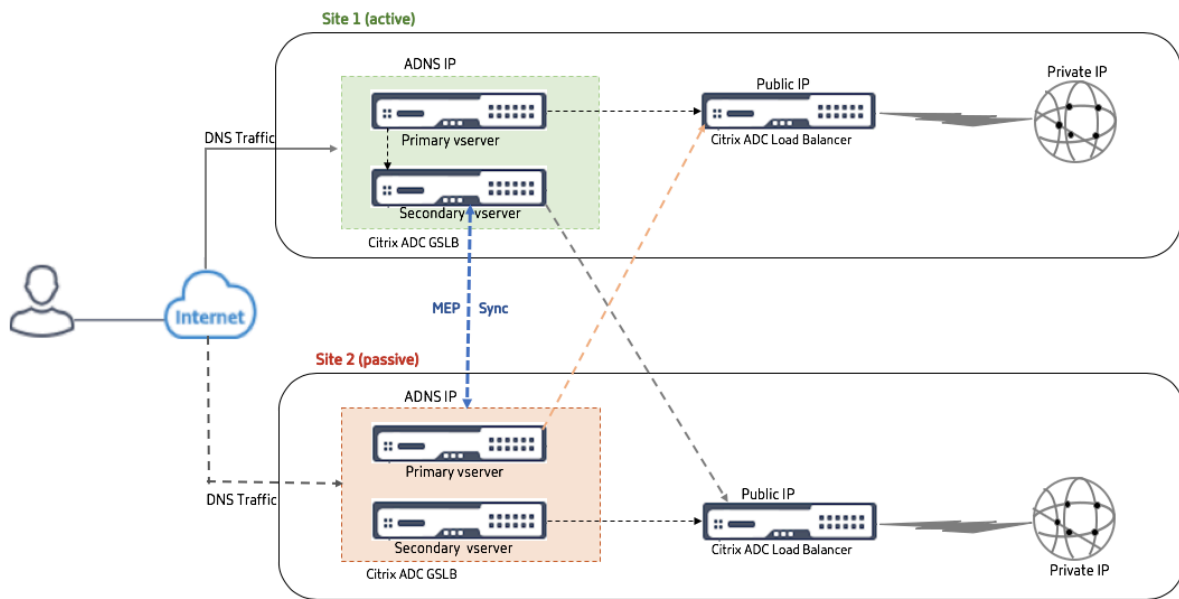 Site 1 (active)
ADNS IP
Primary vserver
Secondary vserver
Citrix ADC GSLB
Public IP
Citrix ADC Load Balancer
Private IP
DNS Traffic
Internet
MEP Sync
Site 2 (passive)
ADNS IP
Primary vserver
Secondary vserver
Citrix ADC GSLB
Public IP
Citrix ADC Load Balancer
Private IP
DNS Traffic